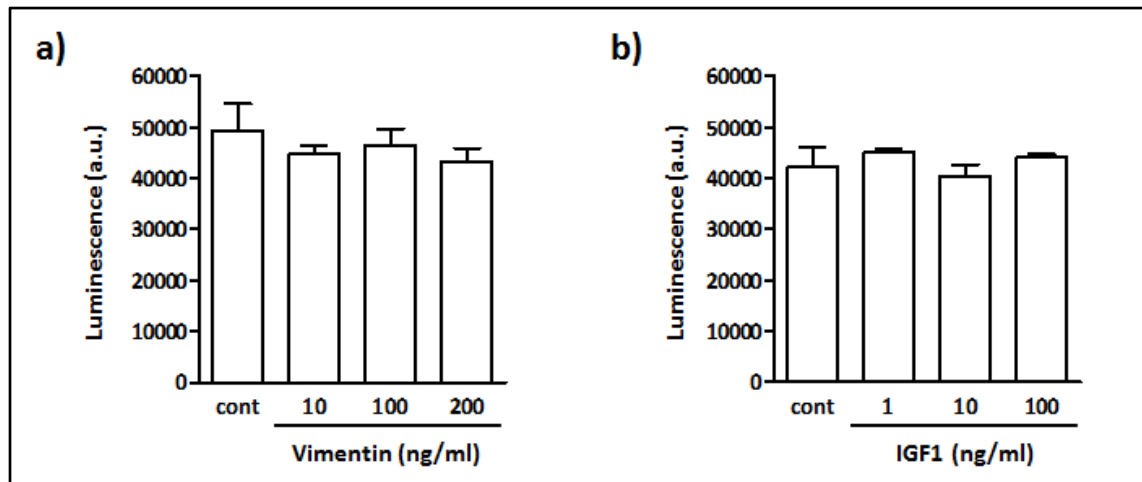 a)
60000
50000
40000
30000
20000
10000
0
Luminescence (a.u.)
cont 10 100 200
Vimentin (ng/ml)
b)
60000
50000
40000
30000
20000
10000
0
Luminescence (a.u.)
cont 1 10 100
IGF1 (ng/ml)